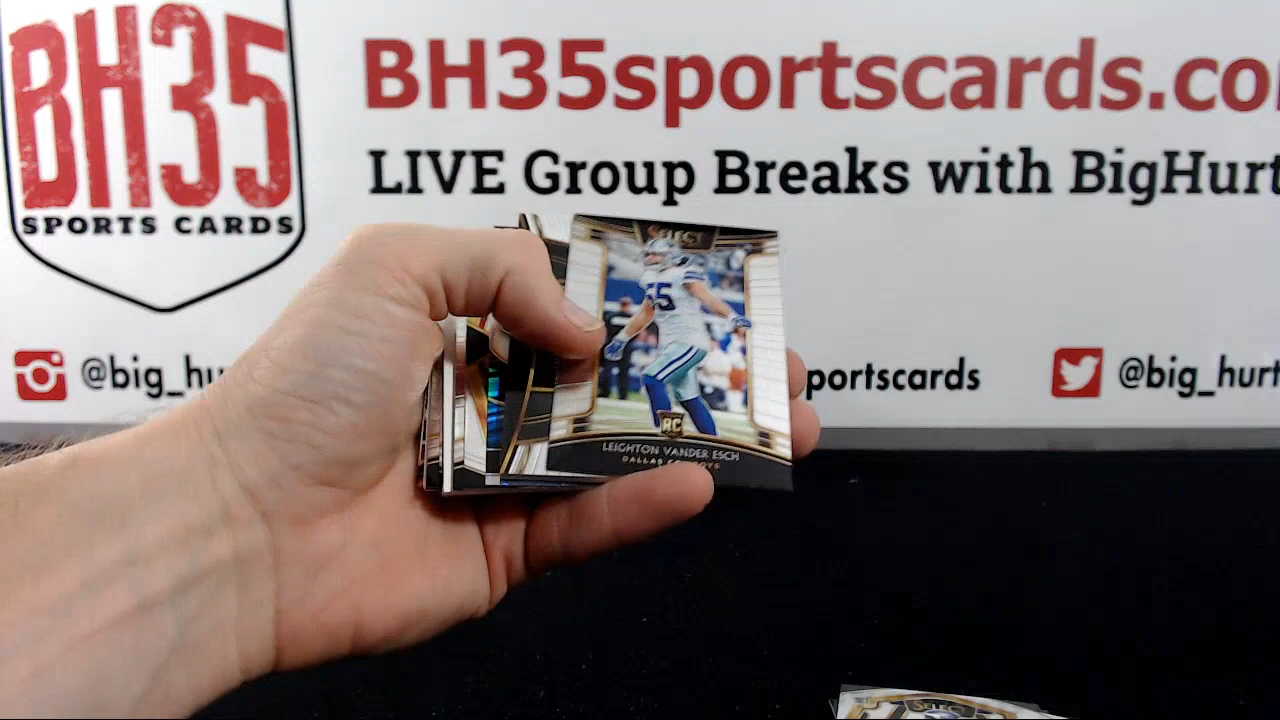 BH35
SPORTS CARDS
BH35sportscards.co
LIVE Group Breaks with BigHurt
@big_hu
portscards
@big_hurt
SELECT
55
RC
LEIGHTON VANDER ESCH
DALLAS COWBOYS
SELECT